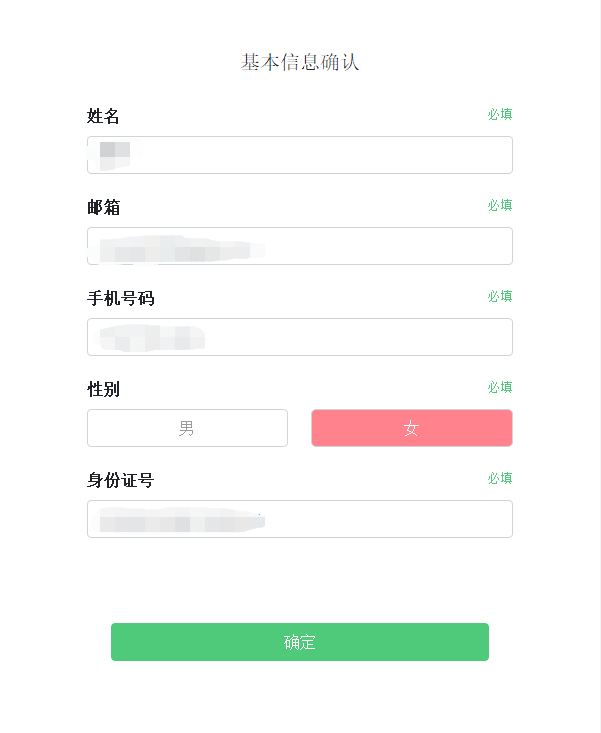 基本信息确认
姓名 必填
邮箱 必填
手机号码 必填
性别 必填
男 女
身份证号 必填
确定